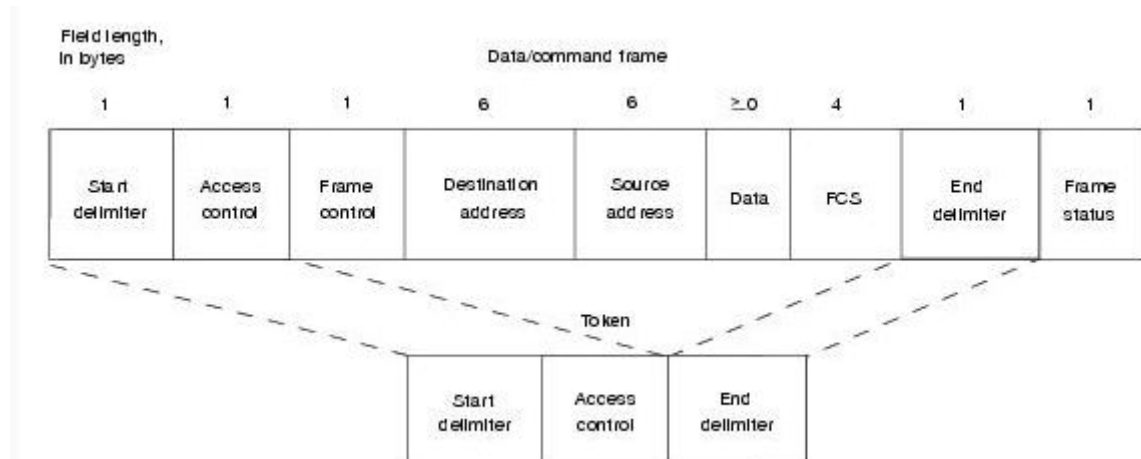 Field length,
in bytes
Data/command frame
1 1 1 6 6 ≥0 4 1 1
Start delimiter
Access control
Frame control
Destination address
Source address
Data
FCS
End delimiter
Frame status
Token
Start delimiter
Access control
End delimiter